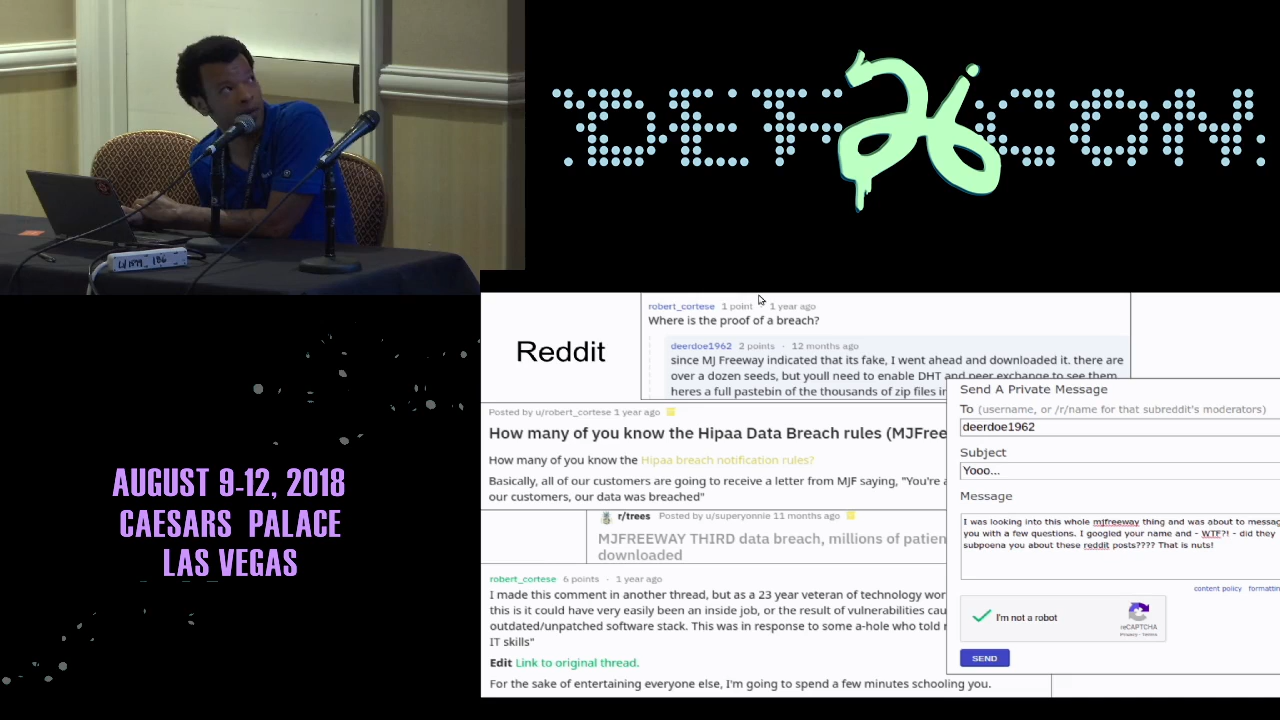 DEF CON
26
LV1899 186
AUGUST 9-12, 2018
CAESARS PALACE
LAS VEGAS
Reddit
robert_cortese 1 point · 1 year ago
Where is the proof of a breach?
deerdoe1962 2 points · 12 months ago
since MJ Freeway indicated that its fake, I went ahead and downloaded it. there are
over a dozen seeds, but youll need to enable DHT and peer exchange to see them.
heres a full pastebin of the thousands of zip files
Posted by u/robert_cortese 1 year ago
How many of you know the Hipaa Data Breach rules (MJFree
How many of you know the Hipaa breach notification rules?
Basically, all of our customers are going to receive a letter from MJF saying, "You're a
our customers, our data was breached"
r/trees Posted by u/superyonnie 11 months ago
MJFREEWAY THIRD data breach, millions of patien
downloaded
robert_cortese 6 points · 1 year ago
I made this comment in another thread, but as a 23 year veteran of technology wor
this is it could have very easily been an inside job, or the result of vulnerabilities cau
outdated/unpatched software stack. This was in response to some a-hole who told
IT skills"
Edit Link to original thread.
For the sake of entertaining everyone else, I'm going to spend a few minutes schooling you.
Send A Private Message
To (username, or /r/name for that subreddit's moderators)
deerdoe1962
Subject
Yooo...
Message
I was looking into this whole mjfreeway thing and was about to messag
you with a few questions. I googled your name and - WTF?! - did they
subpoena you about these reddit posts???? That is nuts!
content policy formattin
I'm not a robot
reCAPTCHA
Privacy - Terms
SEND